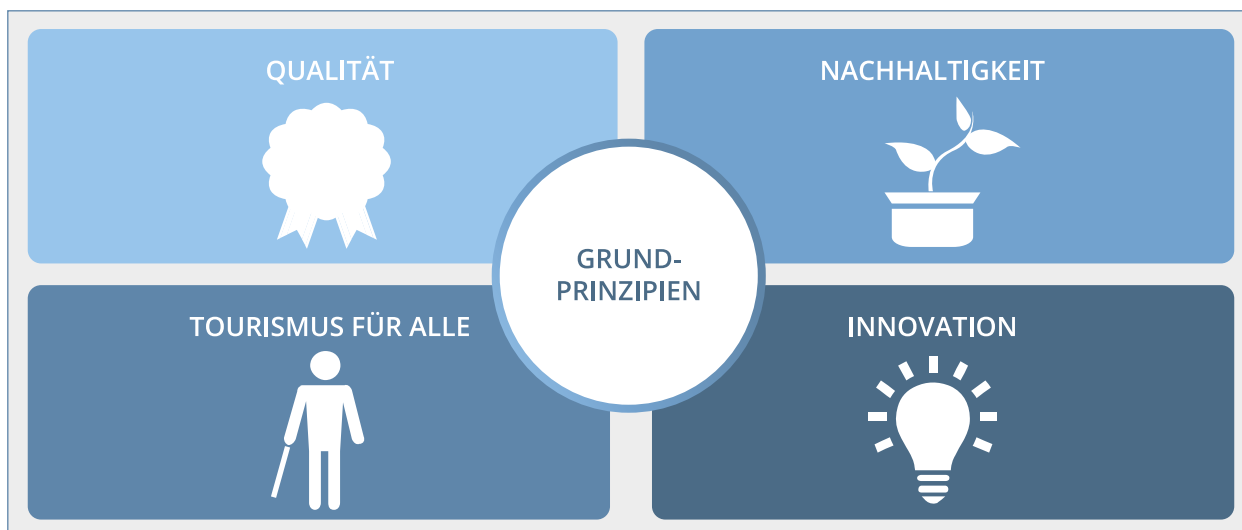 QUALITÄT
NACHHALTIGKEIT
GRUND-
PRINZIPIEN
TOURISMUS FÜR ALLE
INNOVATION